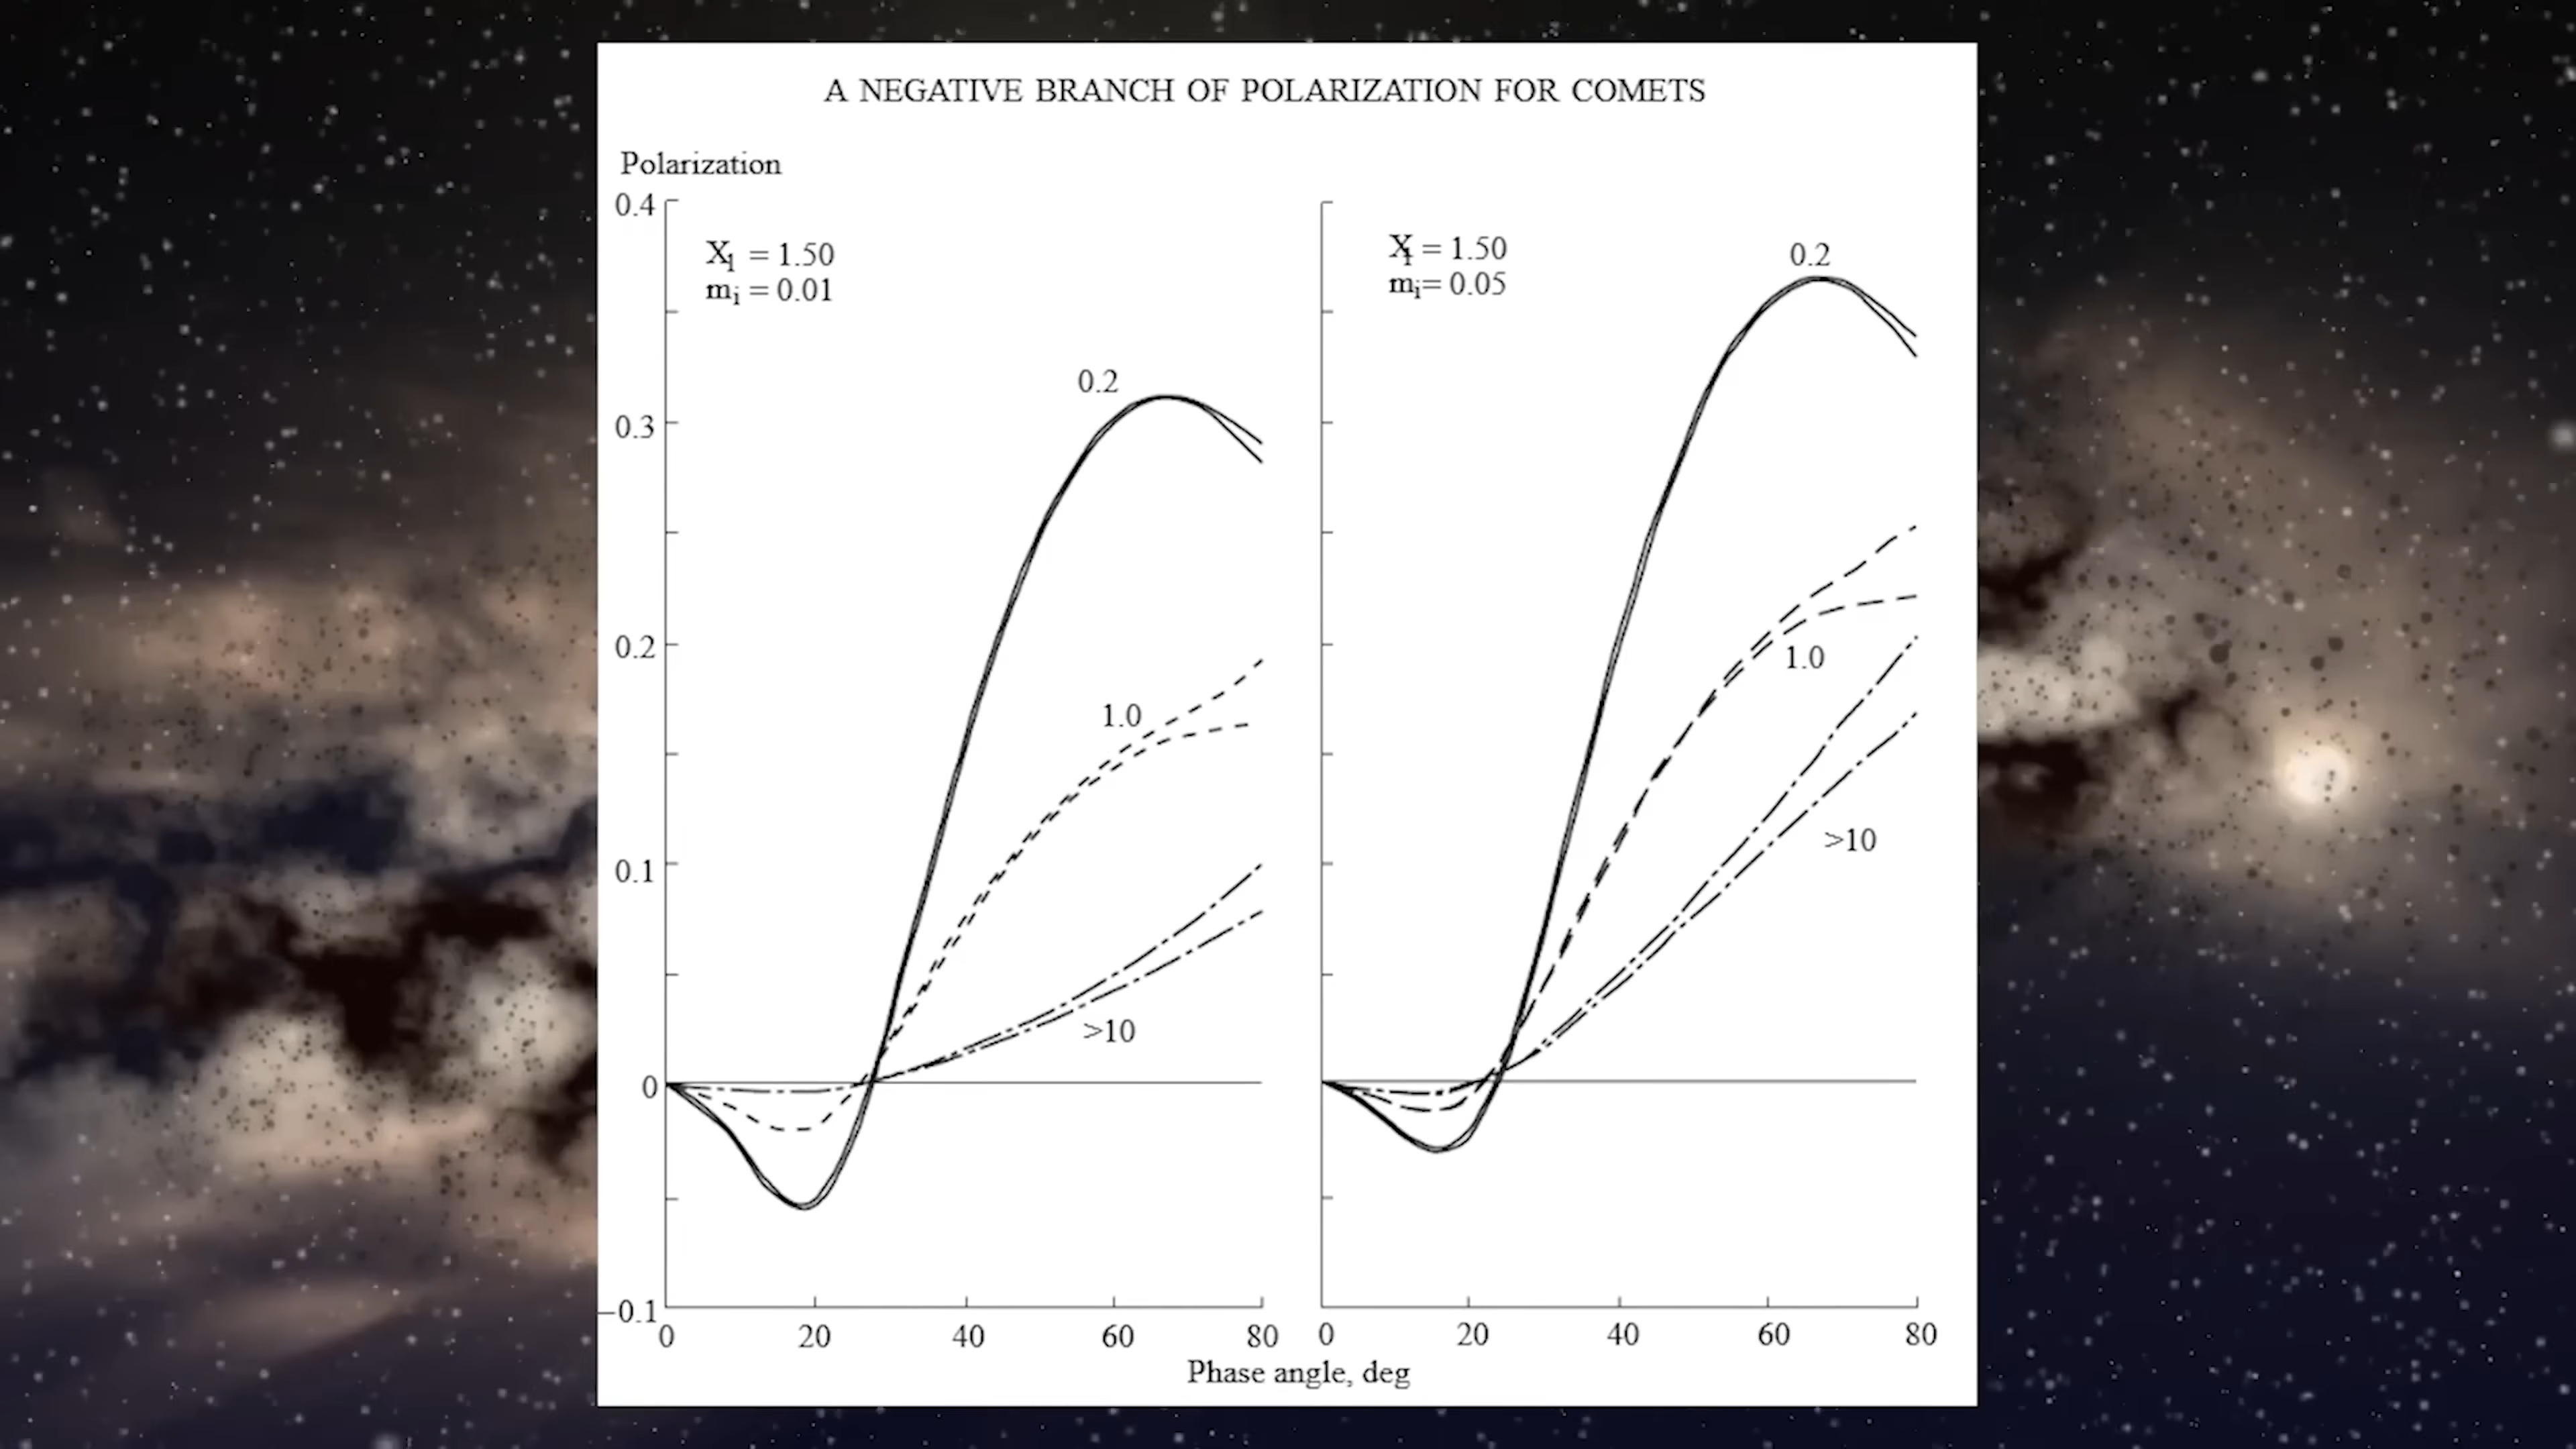 A NEGATIVE BRANCH OF POLARIZATION FOR COMETS
Polarization
0.4
0.3
0.2
0.1
0
−0.1
X1 = 1.50
mi = 0.01
0.2
1.0
>10
0 20 40 60 80
X1 = 1.50
mi= 0.05
0.2
1.0
>10
0 20 40 60 80
Phase angle, deg